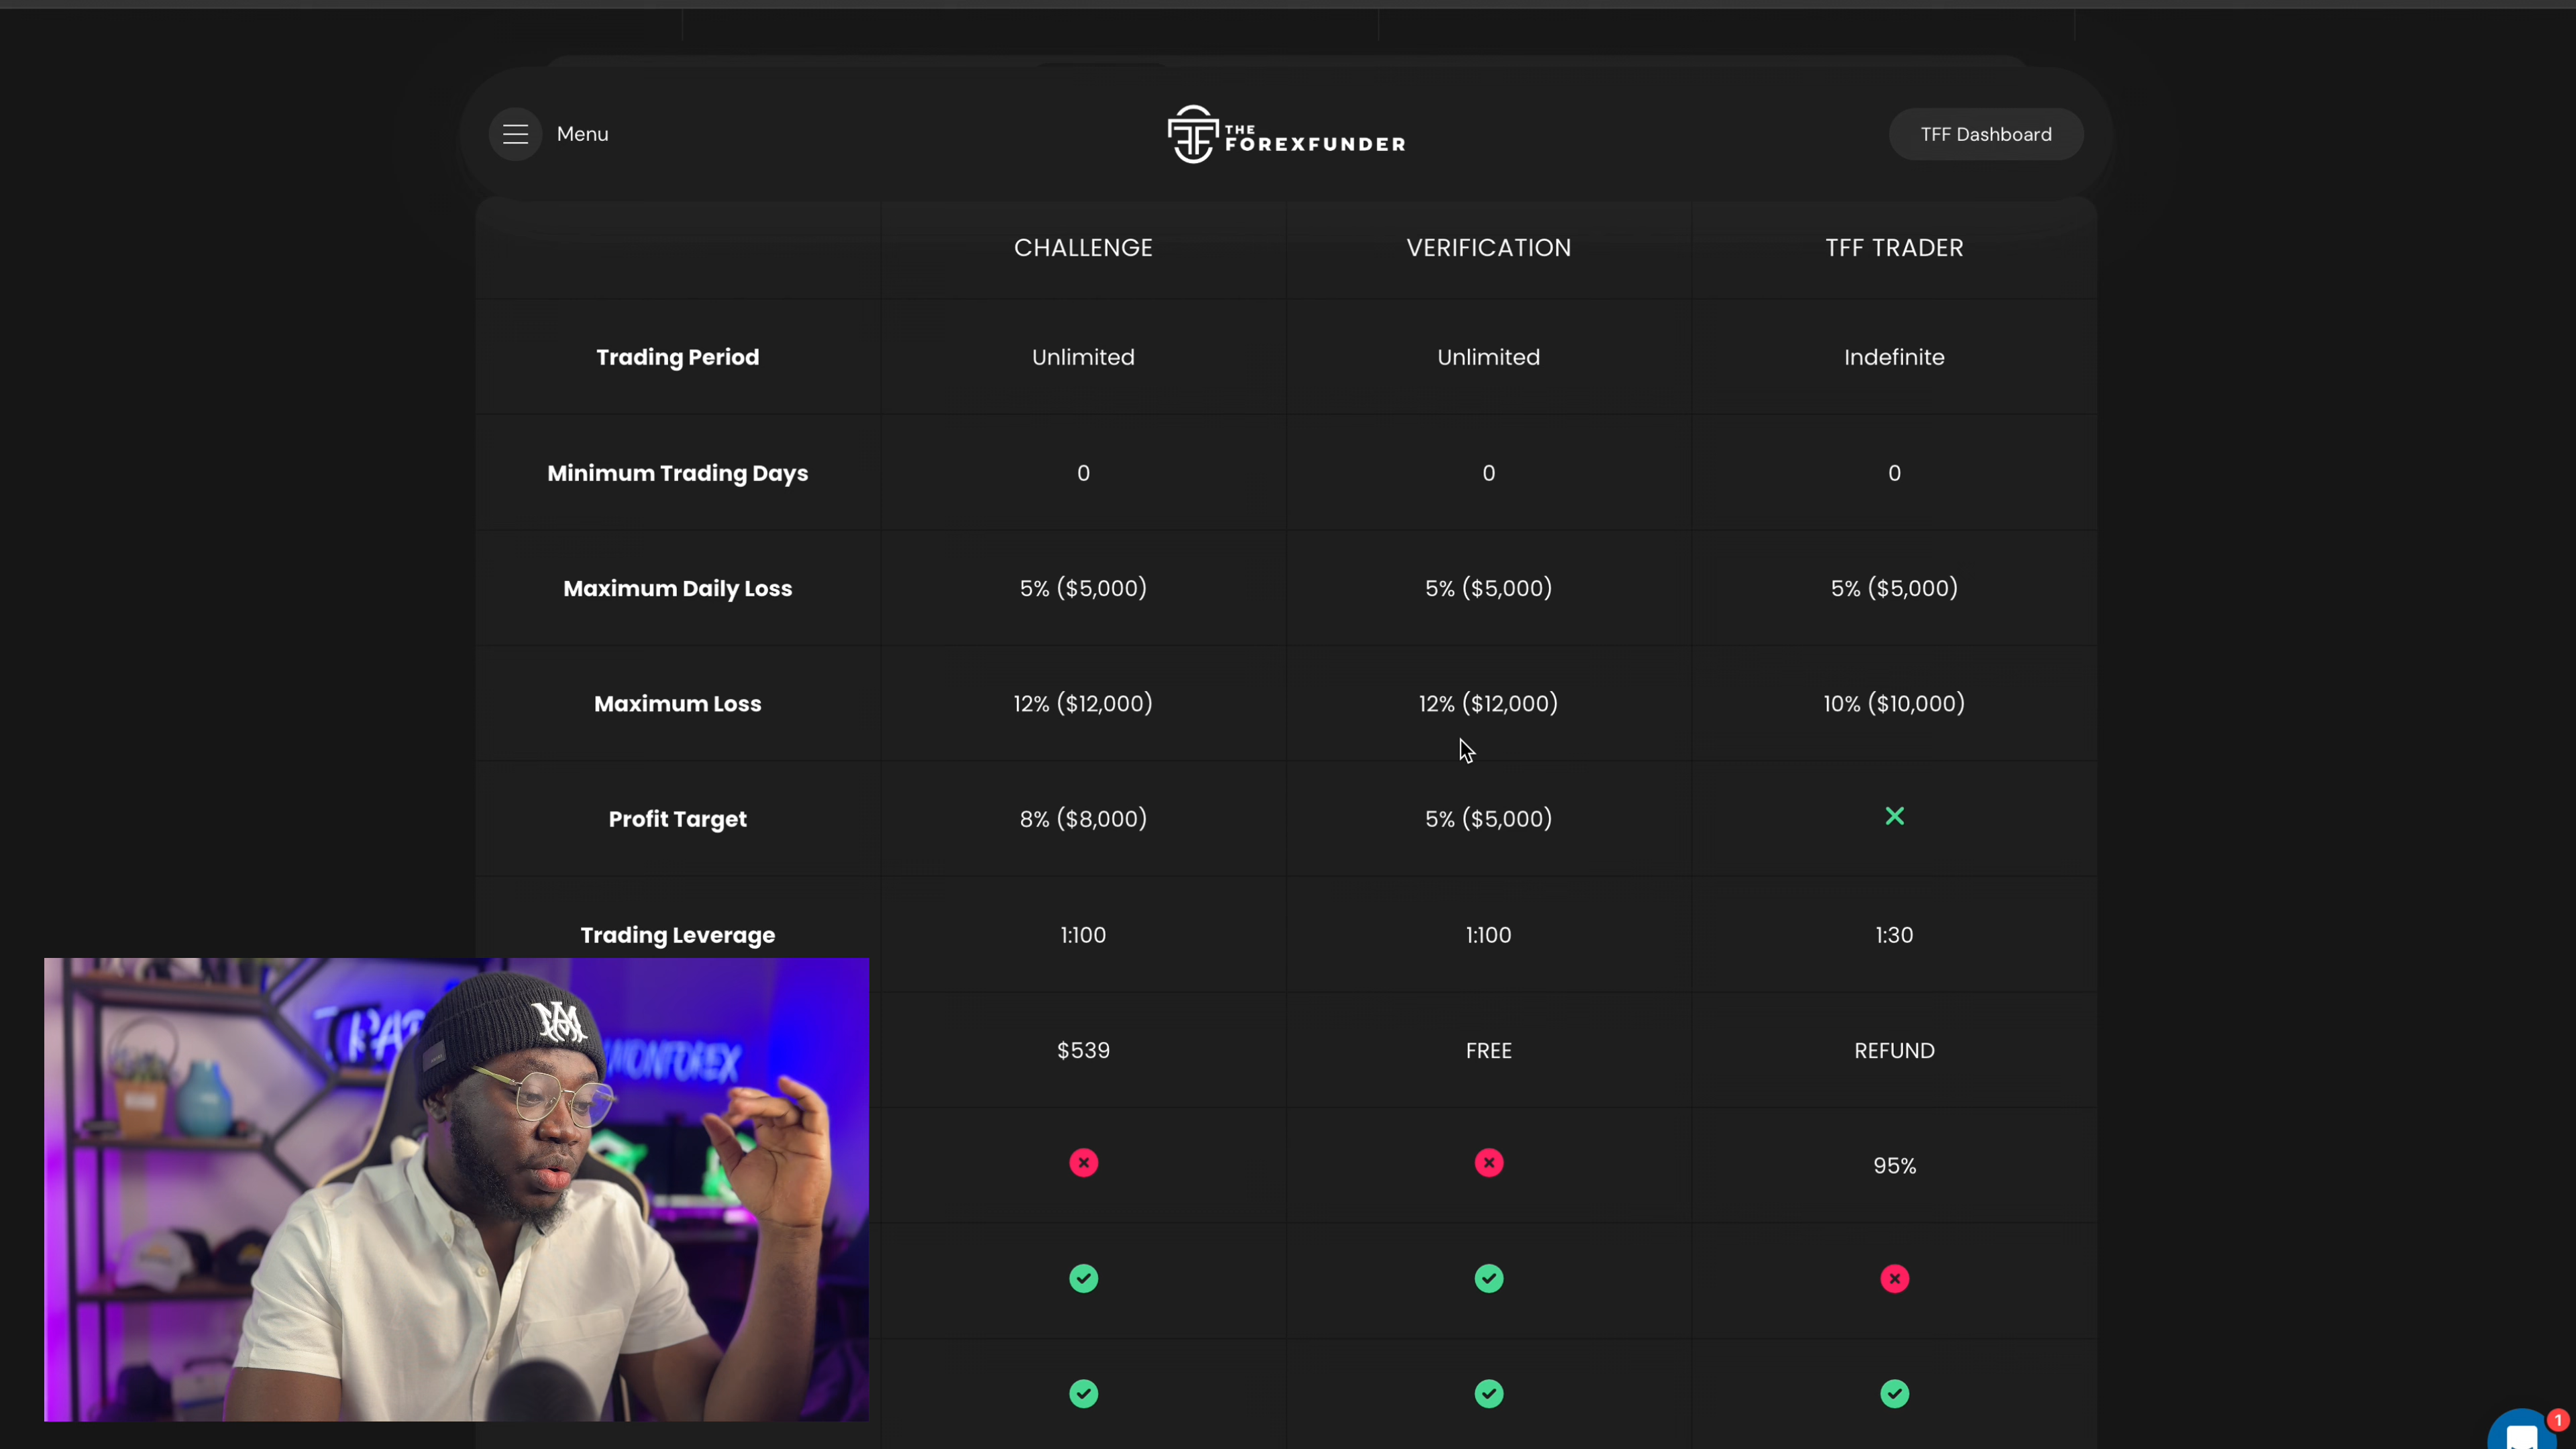 Menu
THE
FOREXFUNDER
TFF Dashboard
CHALLENGE VERIFICATION TFF TRADER
Trading Period Unlimited Unlimited Indefinite
Minimum Trading Days 0 0 0
Maximum Daily Loss 5% ($5,000) 5% ($5,000) 5% ($5,000)
Maximum Loss 12% ($12,000) 12% ($12,000) 10% ($10,000)
Profit Target 8% ($8,000) 5% ($5,000)
Trading Leverage 1:100 1:100 1:30
$539 FREE REFUND
95%
1